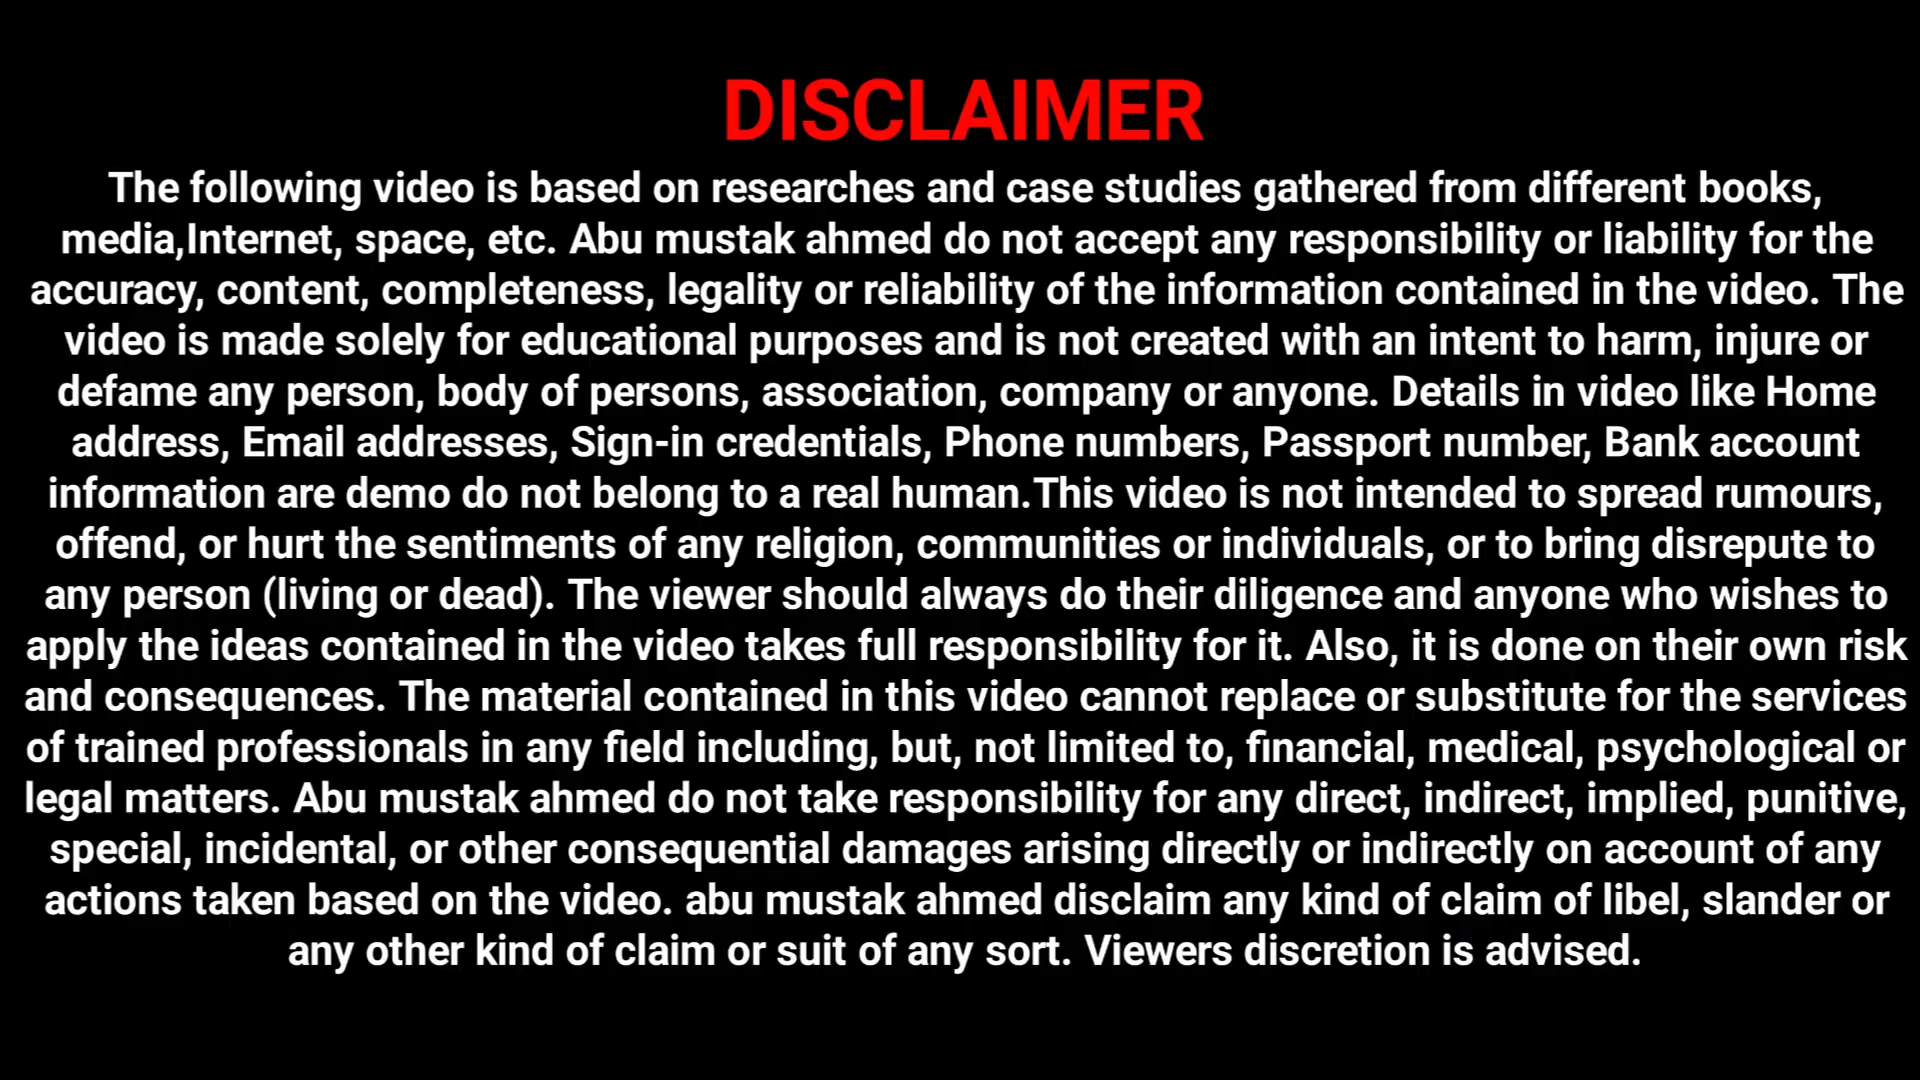 DISCLAIMER
The following video is based on researches and case studies gathered from different books,
media,Internet, space, etc. Abu mustak ahmed do not accept any responsibility or liability for the
accuracy, content, completeness, legality or reliability of the information contained in the video. The
video is made solely for educational purposes and is not created with an intent to harm, injure or
defame any person, body of persons, association, company or anyone. Details in video like Home
address, Email addresses, Sign-in credentials, Phone numbers, Passport number, Bank account
information are demo do not belong to a real human.This video is not intended to spread rumours,
offend, or hurt the sentiments of any religion, communities or individuals, or to bring disrepute to
any person (living or dead). The viewer should always do their diligence and anyone who wishes to
apply the ideas contained in the video takes full responsibility for it. Also, it is done on their own risk
and consequences. The material contained in this video cannot replace or substitute for the services
of trained professionals in any field including, but, not limited to, financial, medical, psychological or
legal matters. Abu mustak ahmed do not take responsibility for any direct, indirect, implied, punitive,
special, incidental, or other consequential damages arising directly or indirectly on account of any
actions taken based on the video. abu mustak ahmed disclaim any kind of claim of libel, slander or
any other kind of claim or suit of any sort. Viewers discretion is advised.